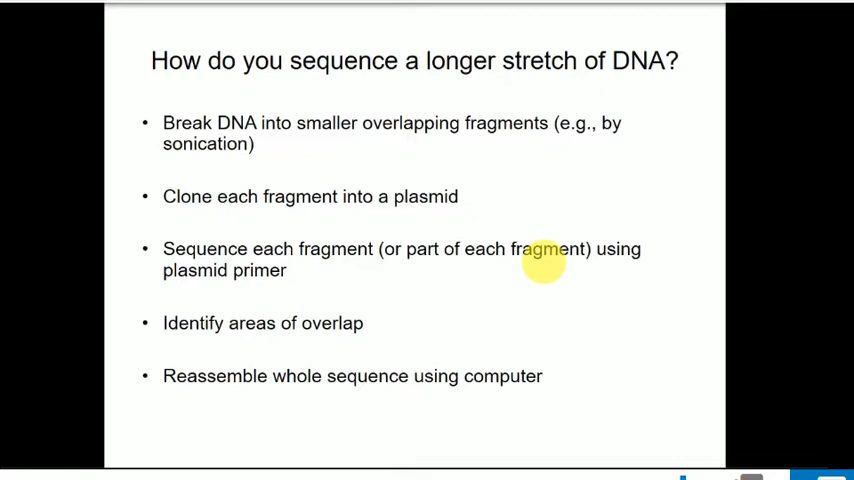 How do you sequence a longer stretch of DNA?
• Break DNA into smaller overlapping fragments (e.g., by
sonication)
• Clone each fragment into a plasmid
• Sequence each fragment (or part of each fragment) using
plasmid primer
• Identify areas of overlap
• Reassemble whole sequence using computer